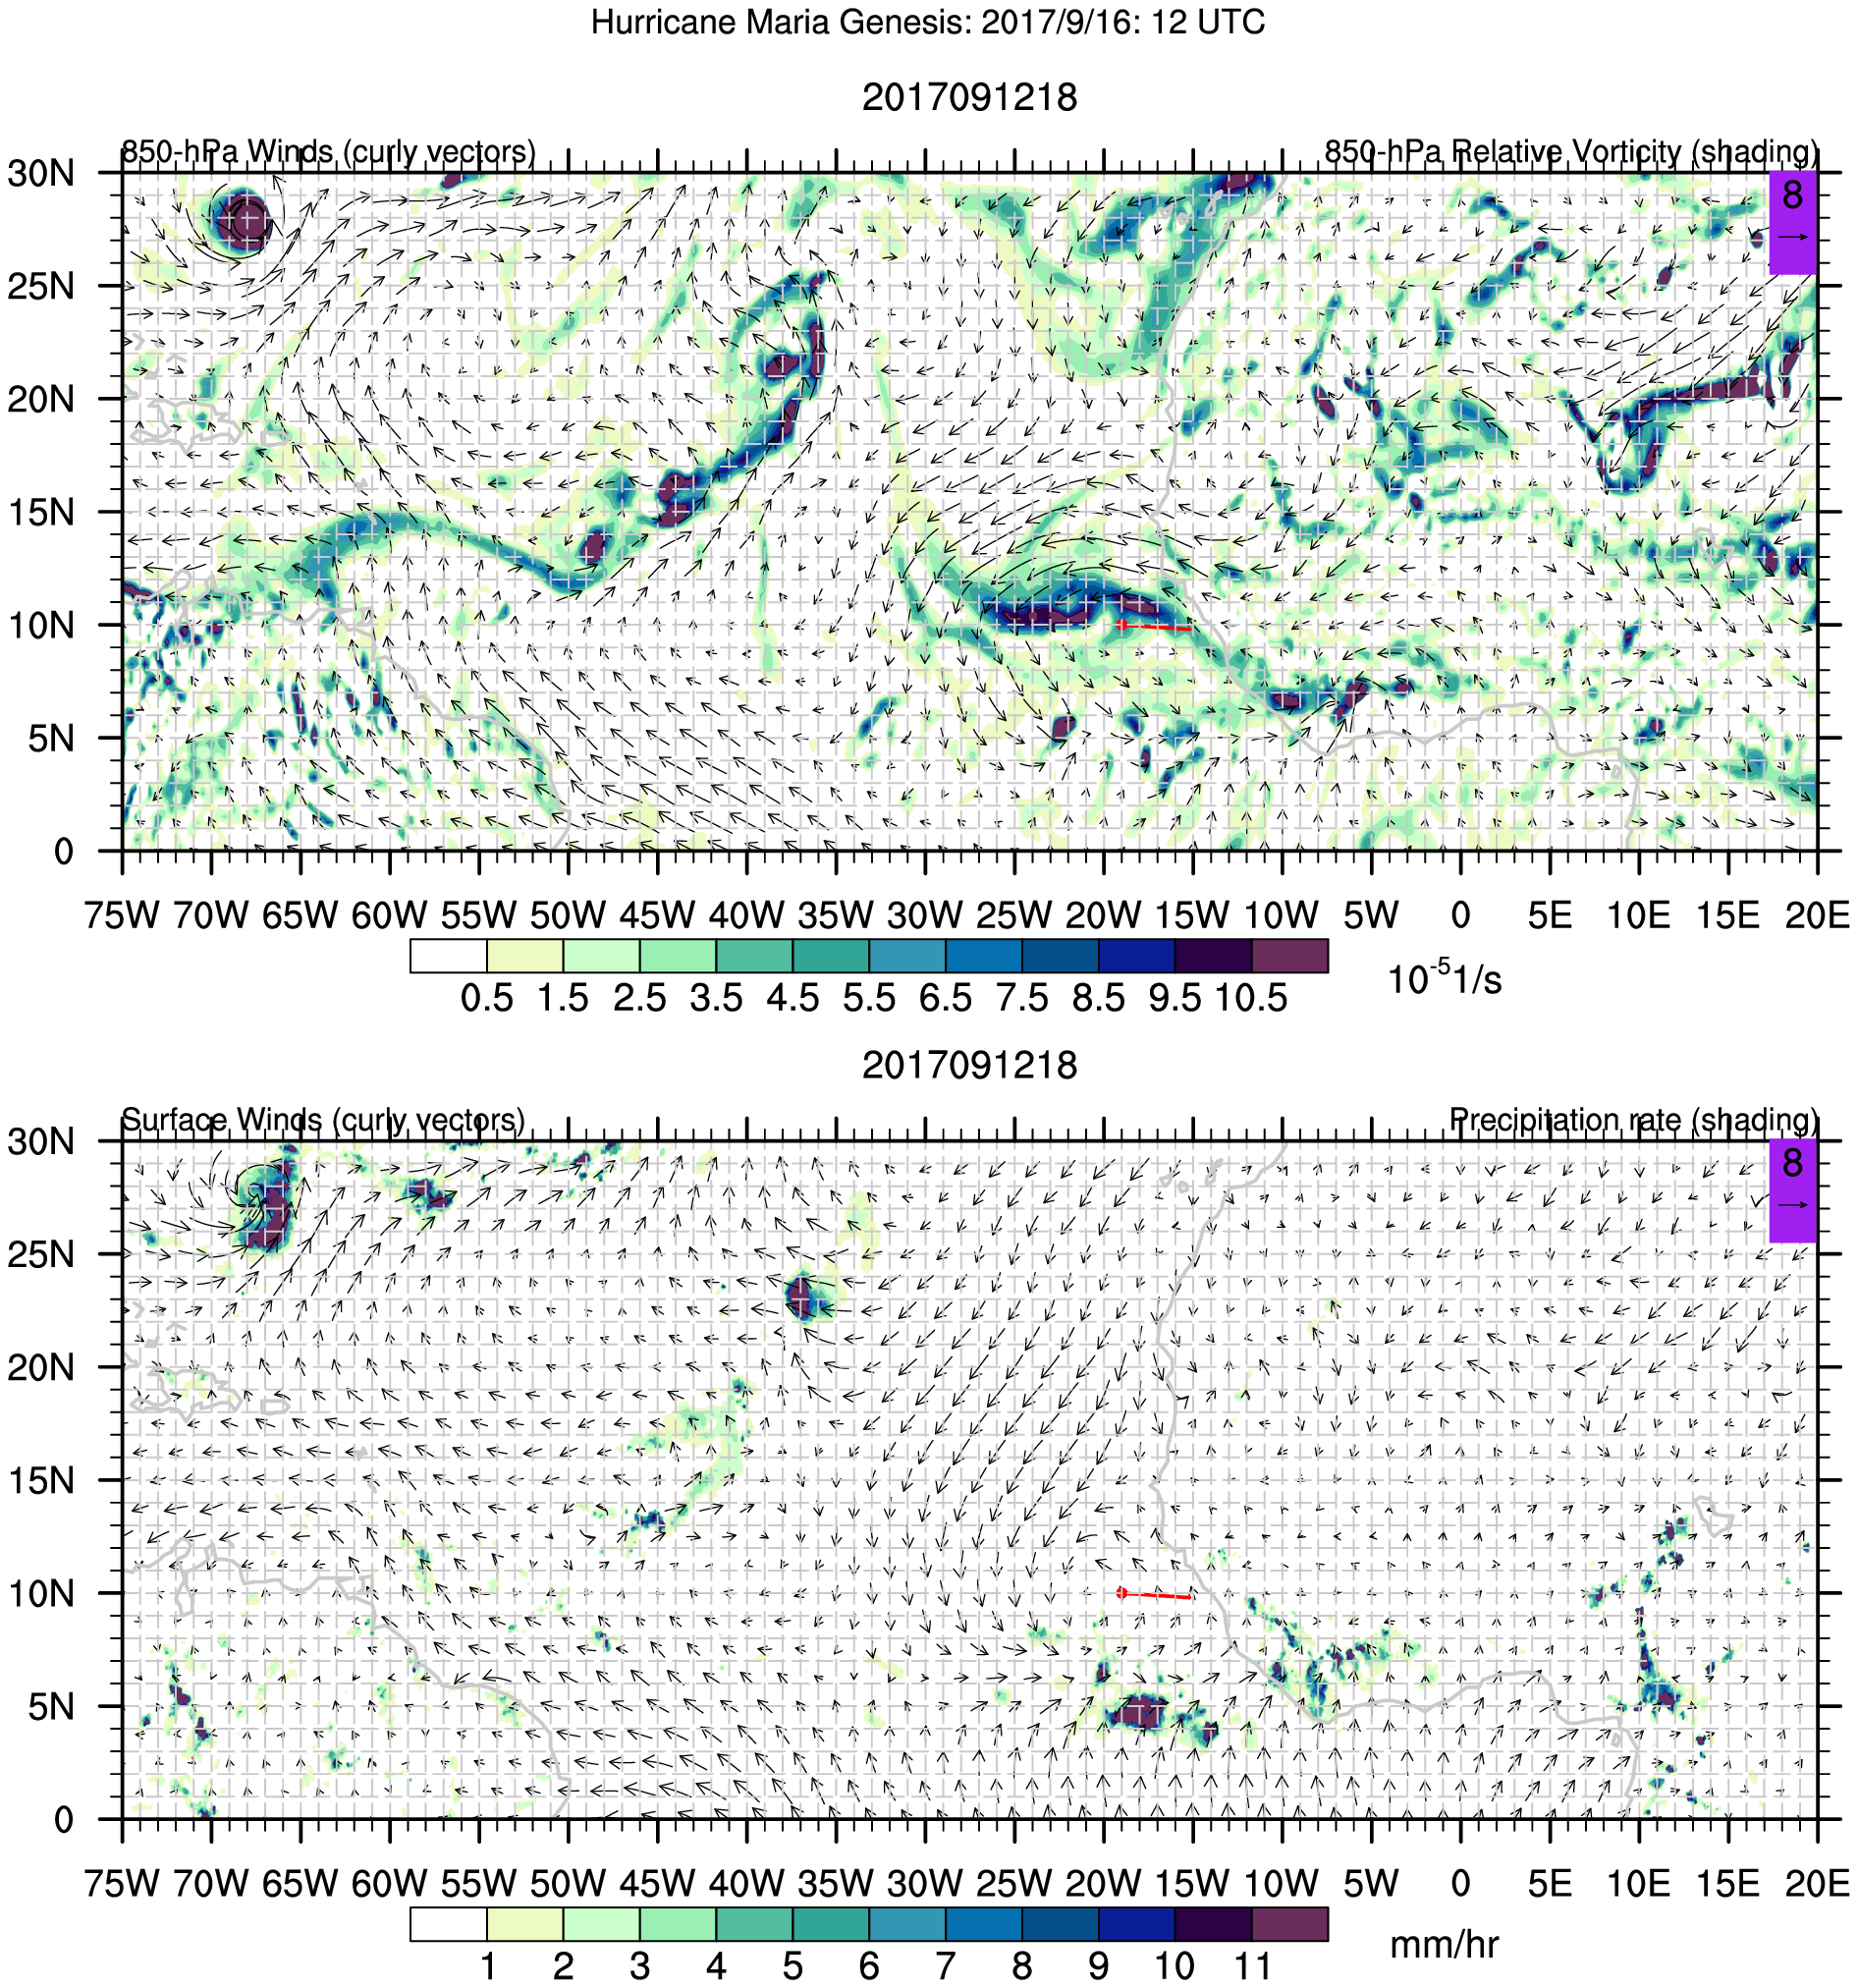 Hurricane Maria Genesis: 2017/9/16: 12 UTC
2017091218
850-hPa Winds (curly vectors) 850-hPa Relative Vorticity (shading)
8
30N
25N
20N
15N
10N
5N
0
75W 70W 65W 60W 55W 50W 45W 40W 35W 30W 25W 20W 15W 10W 5W 0 5E 10E 15E 20E
0.5 1.5 2.5 3.5 4.5 5.5 6.5 7.5 8.5 9.5 10.5
10⁻⁵1/s
2017091218
Surface Winds (curly vectors) Precipitation rate (shading)
8
30N
25N
20N
15N
10N
5N
0
75W 70W 65W 60W 55W 50W 45W 40W 35W 30W 25W 20W 15W 10W 5W 0 5E 10E 15E 20E
1 2 3 4 5 6 7 8 9 10 11
mm/hr